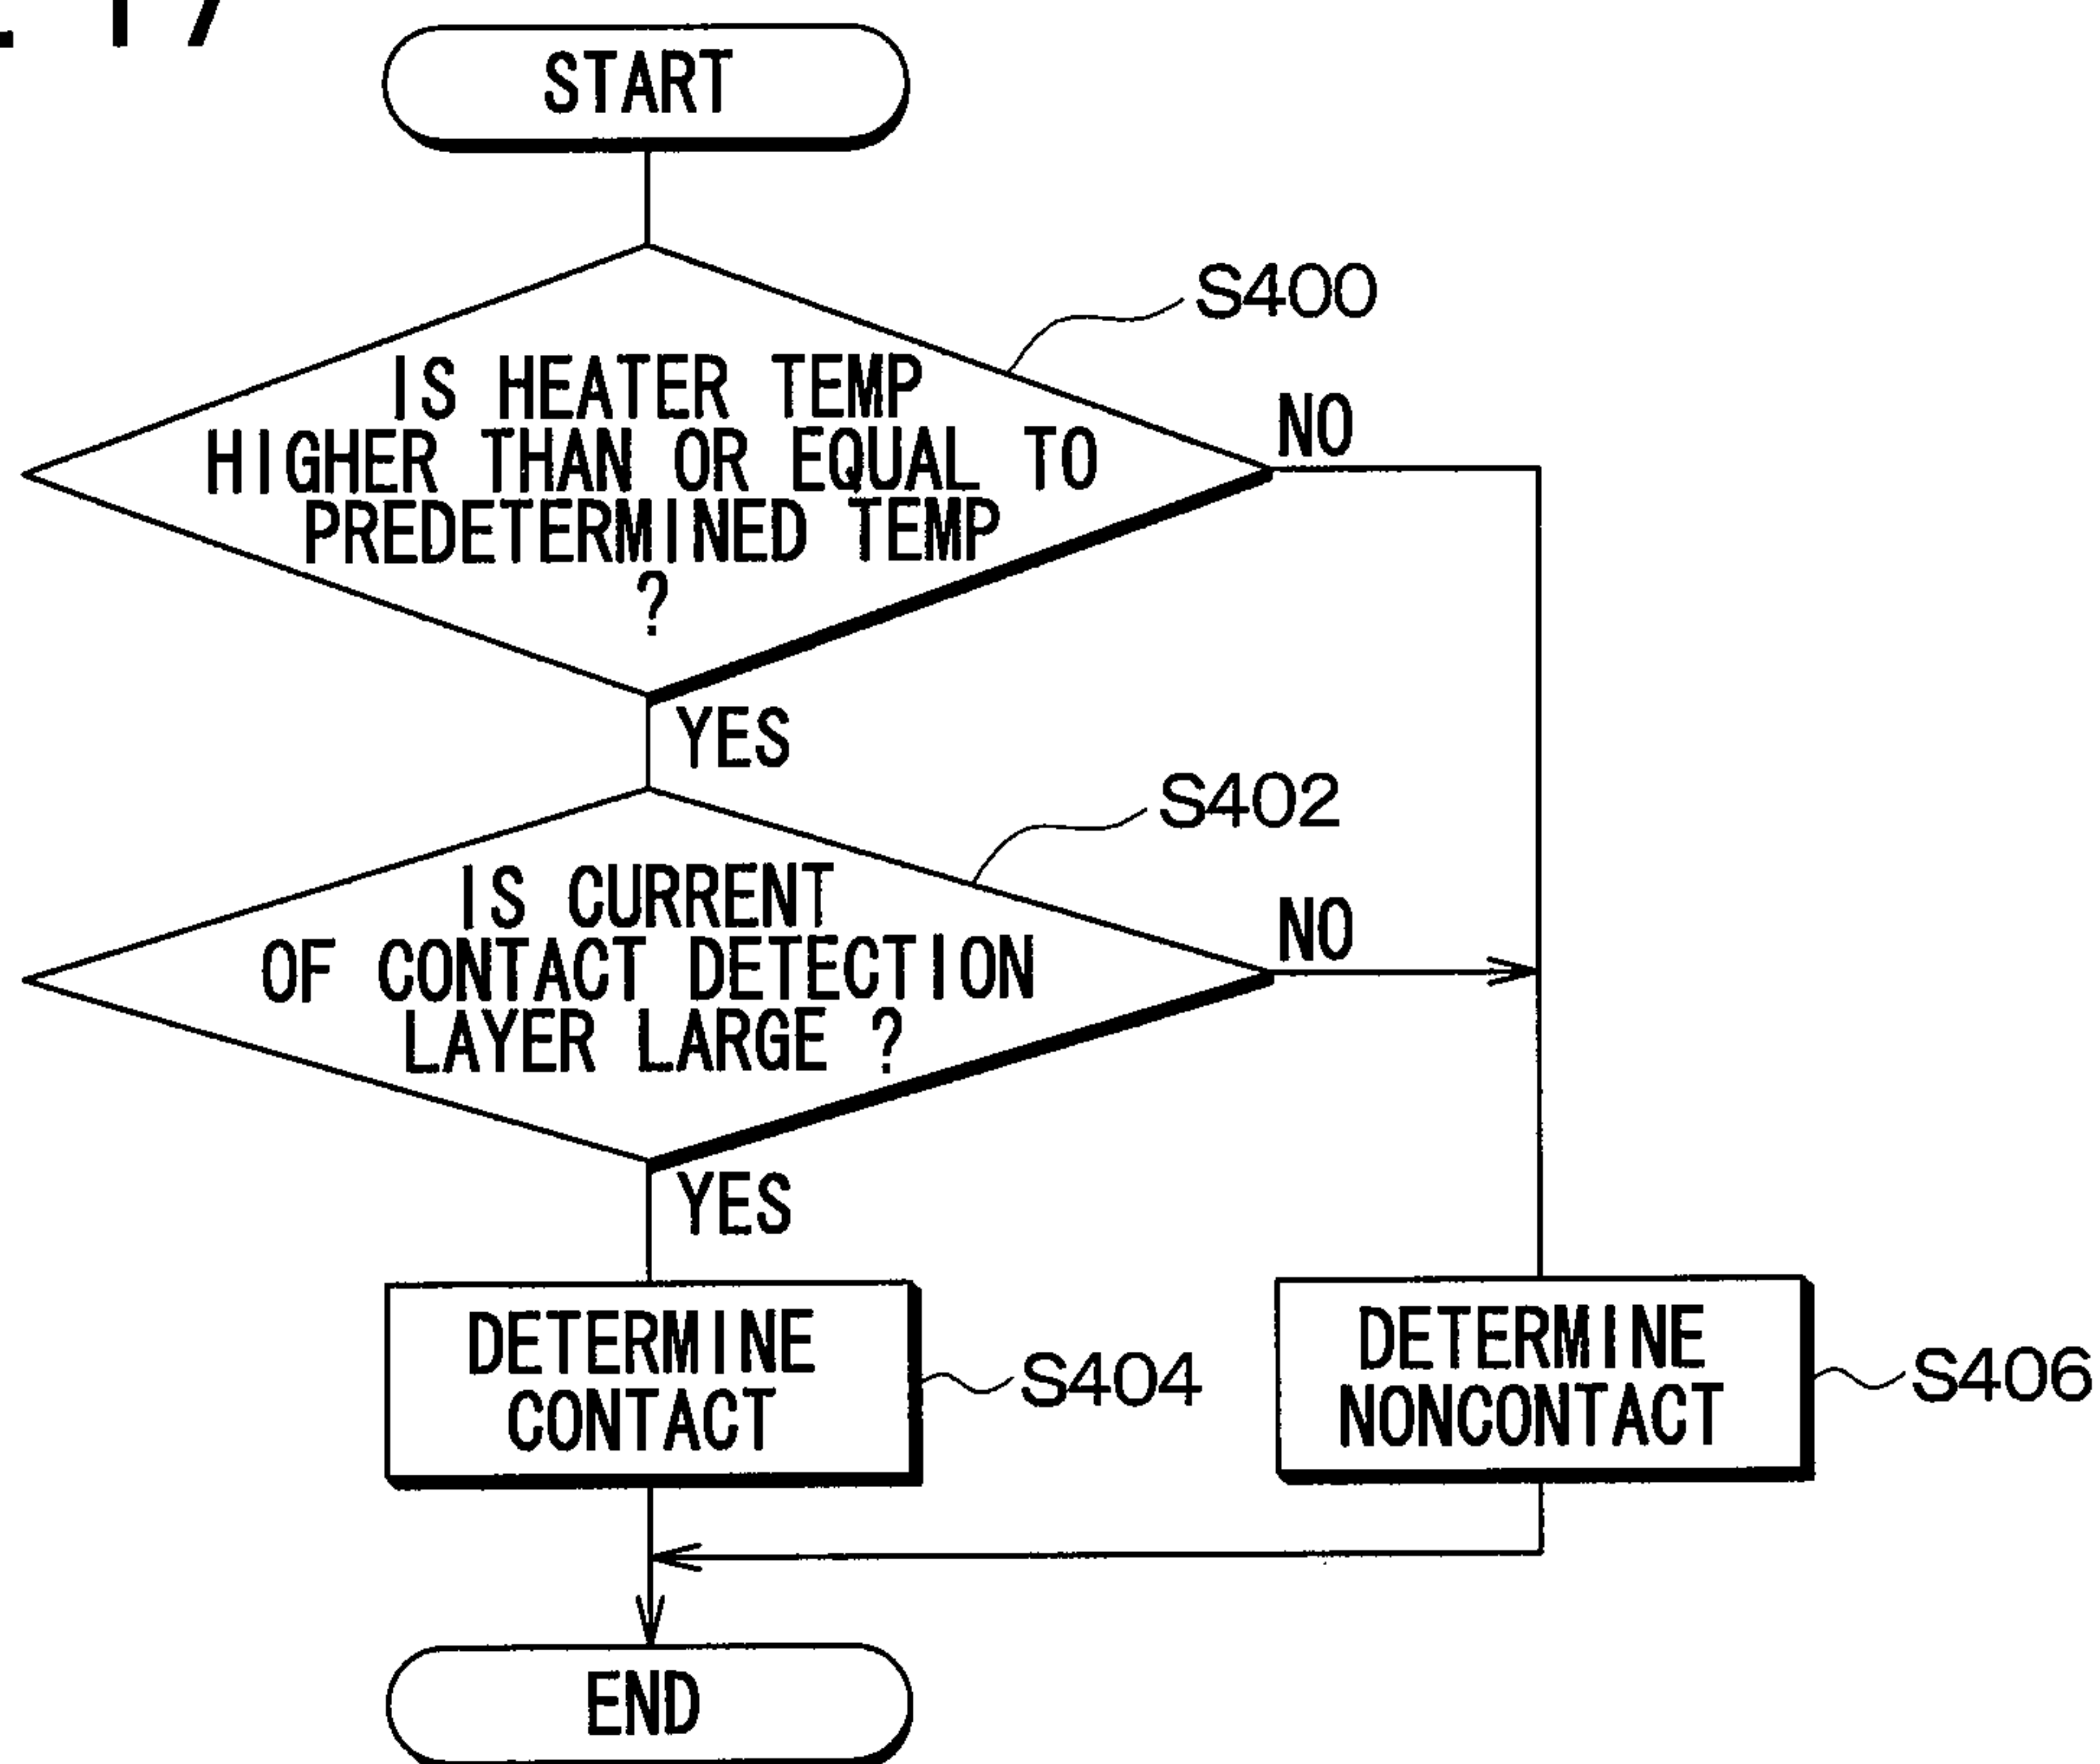 . 17
START
S400
IS HEATER TEMP
HIGHER THAN OR EQUAL TO
PREDETERMINED TEMP
?
NO
YES
S402
IS CURRENT
OF CONTACT DETECTION
LAYER LARGE ?
NO
YES
DETERMINE
CONTACT
S404
DETERMINE
NONCONTACT
S406
END